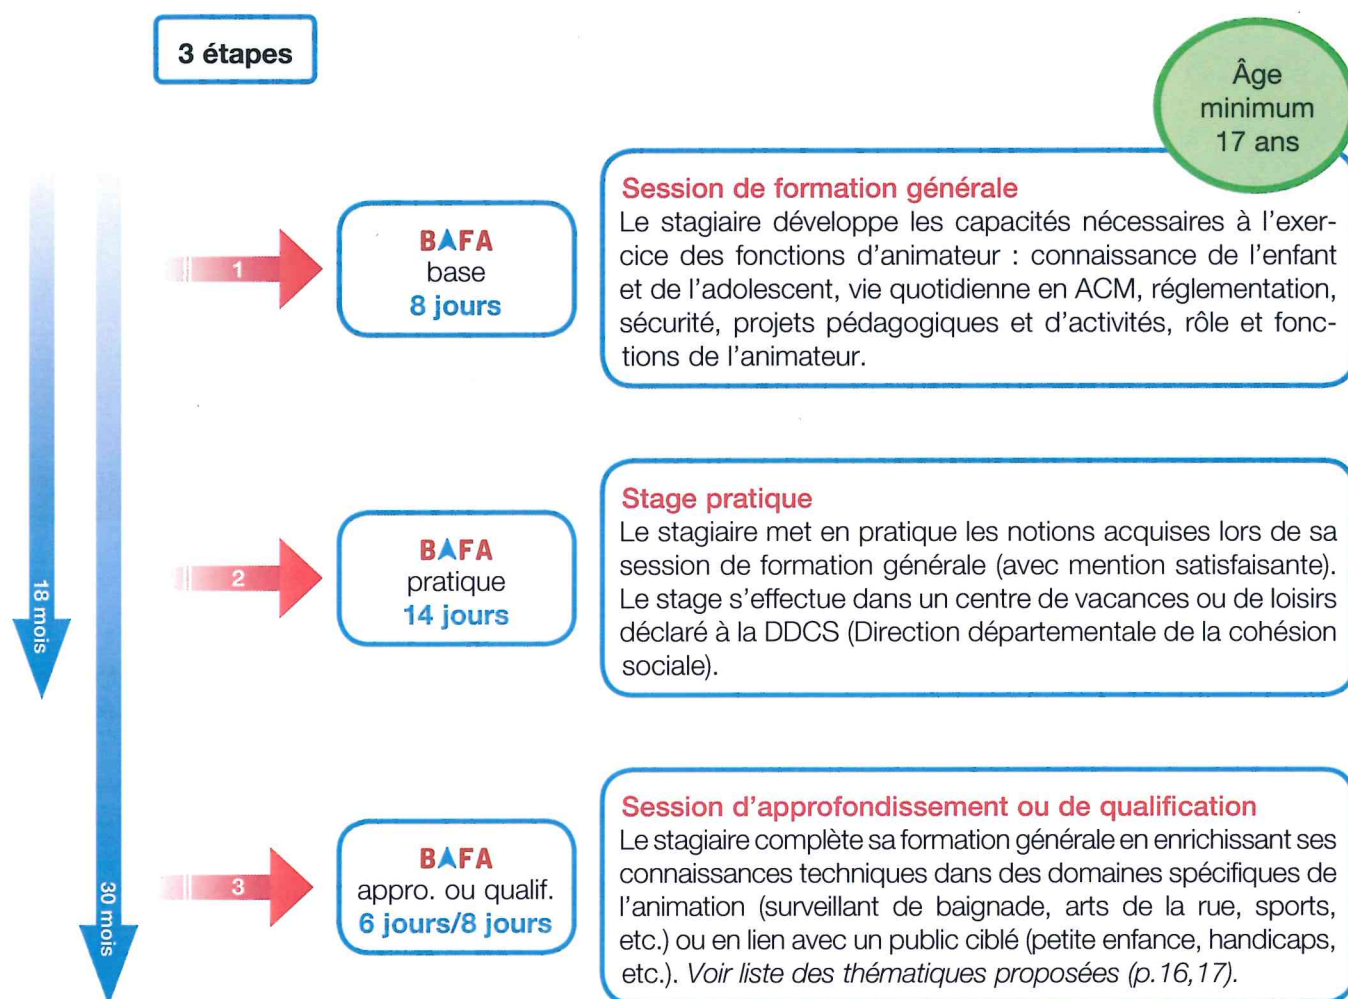 3 étapes
Âge
minimum
17 ans
1
BAFA
base
8 jours
Session de formation générale
Le stagiaire développe les capacités nécessaires à l'exer-
cice des fonctions d'animateur : connaissance de l'enfant
et de l'adolescent, vie quotidienne en ACM, réglementation,
sécurité, projets pédagogiques et d'activités, rôle et fonc-
tions de l'animateur.
2
BAFA
pratique
14 jours
Stage pratique
Le stagiaire met en pratique les notions acquises lors de sa
session de formation générale (avec mention satisfaisante).
Le stage s'effectue dans un centre de vacances ou de loisirs
déclaré à la DDCS (Direction départementale de la cohésion
sociale).
18 mois
3
BAFA
appro. ou qualif.
6 jours/8 jours
Session d'approfondissement ou de qualification
Le stagiaire complète sa formation générale en enrichissant ses
connaissances techniques dans des domaines spécifiques de
l'animation (surveillant de baignade, arts de la rue, sports,
etc.) ou en lien avec un public ciblé (petite enfance, handicaps,
etc.). Voir liste des thématiques proposées (p.16,17).
30 mois